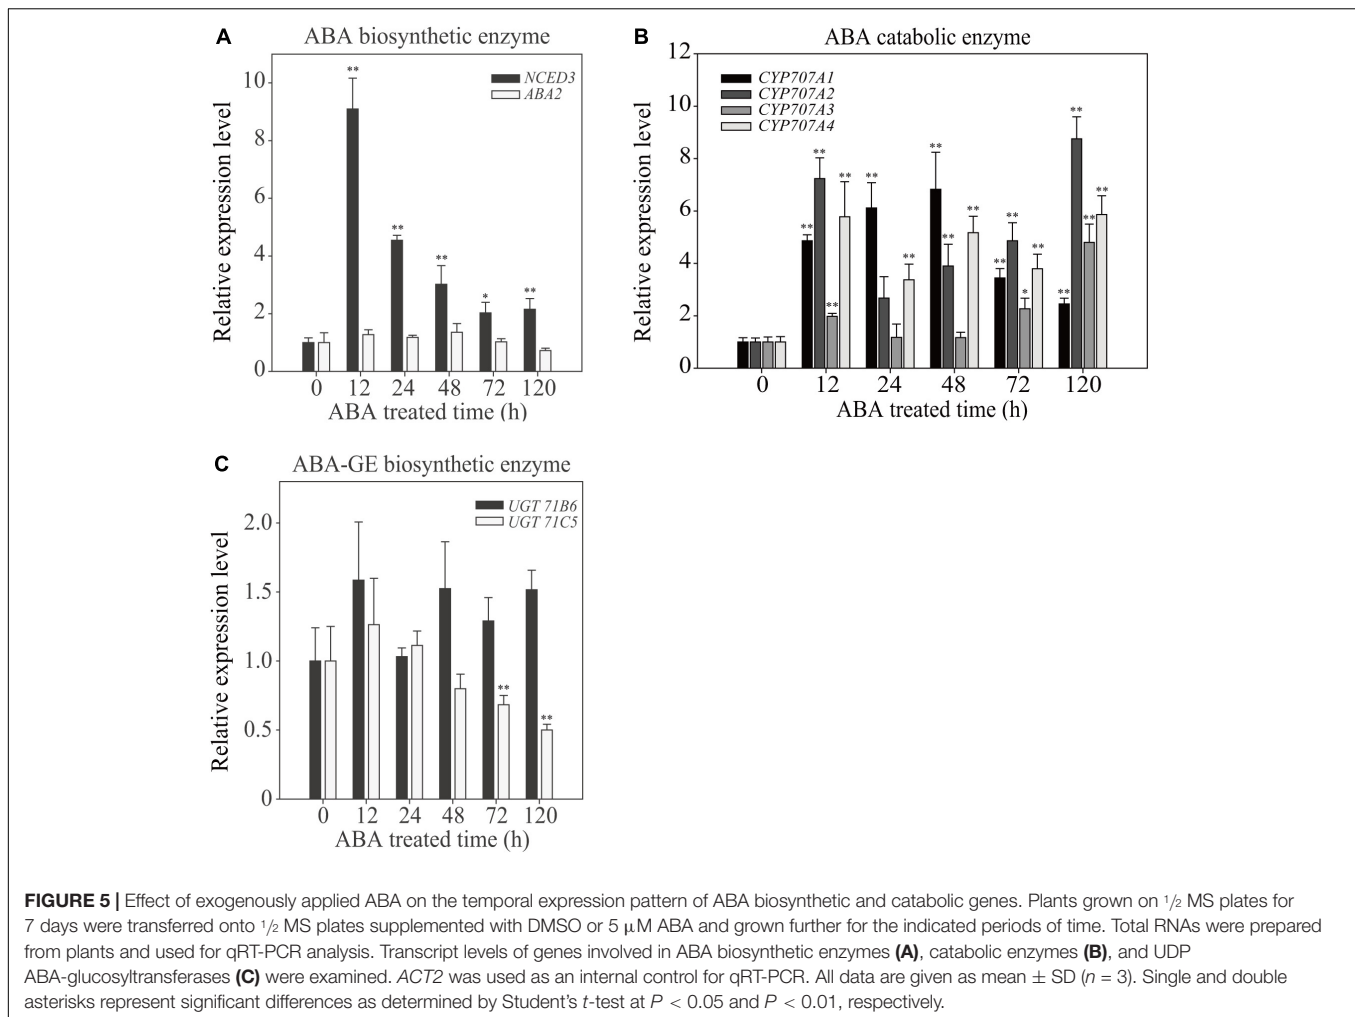 A
ABA biosynthetic enzyme
Relative expression level
10
8
6
4
2
0
NCED3
ABA2
**
**
**
*
**
0 12 24 48 72 120
ABA treated time (h)
B
ABA catabolic enzyme
Relative expression level
12
10
8
6
4
2
0
CYP707A1
CYP707A2
CYP707A3
CYP707A4
** ** ** **
** **
** ** **
** ** * **
** ** ** **
0 12 24 48 72 120
ABA treated time (h)
C
ABA-GE biosynthetic enzyme
Relative expression level
2.0
1.5
1.0
0.5
0
UGT 71B6
UGT 71C5
**
**
0 12 24 48 72 120
ABA treated time (h)
FIGURE 5 | Effect of exogenously applied ABA on the temporal expression pattern of ABA biosynthetic and catabolic genes. Plants grown on 1/2 MS plates for
7 days were transferred onto 1/2 MS plates supplemented with DMSO or 5 μM ABA and grown further for the indicated periods of time. Total RNAs were prepared
from plants and used for qRT-PCR analysis. Transcript levels of genes involved in ABA biosynthetic enzymes (A), catabolic enzymes (B), and UDP
ABA-glucosyltransferases (C) were examined. ACT2 was used as an internal control for qRT-PCR. All data are given as mean ± SD (n = 3). Single and double
asterisks represent significant differences as determined by Student's t-test at P < 0.05 and P < 0.01, respectively.